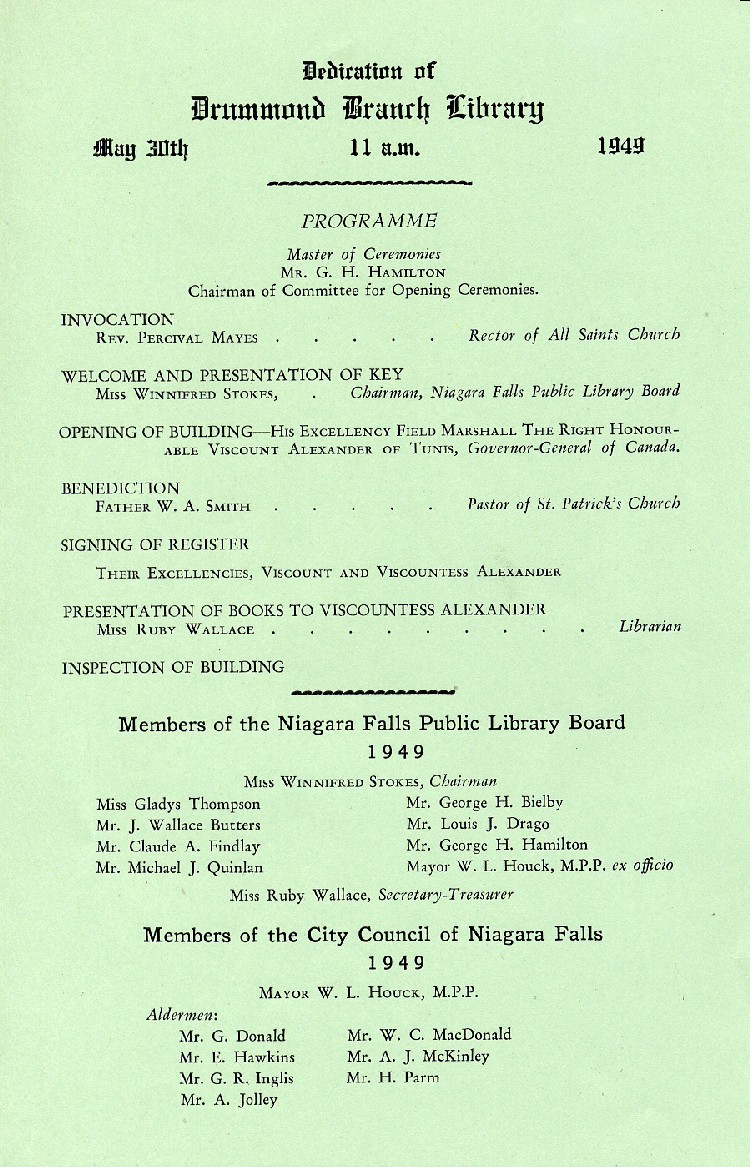 Dedication of
Drummond Branch Library
May 30th 11 a.m. 1949
PROGRAMME
Master of Ceremonies
Mr. G. H. Hamilton
Chairman of Committee for Opening Ceremonies.
INVOCATION
Rev. Percival Mayes . . . . . Rector of All Saints Church
WELCOME AND PRESENTATION OF KEY
Miss Winnifred Stokes, . Chairman, Niagara Falls Public Library Board
OPENING OF BUILDING—His Excellency Field Marshall The Right Honour-
able Viscount Alexander of Tunis, Governor-General of Canada.
BENEDICTION
Father W. A. Smith . . . . . Pastor of St. Patrick's Church
SIGNING OF REGISTER
Their Excellencies, Viscount and Viscountess Alexander
PRESENTATION OF BOOKS TO VISCOUNTESS ALEXANDER
Miss Ruby Wallace . . . . . . . . . Librarian
INSPECTION OF BUILDING
Members of the Niagara Falls Public Library Board
1949
Miss Winnifred Stokes, Chairman
Miss Gladys Thompson
Mr. J. Wallace Butters
Mr. Claude A. Findlay
Mr. Michael J. Quinlan
Mr. George H. Bielby
Mr. Louis J. Drago
Mr. George H. Hamilton
Mayor W. L. Houck, M.P.P. ex officio
Miss Ruby Wallace, Secretary-Treasurer
Members of the City Council of Niagara Falls
1949
Mayor W. L. Houck, M.P.P.
Aldermen:
Mr. G. Donald
Mr. E. Hawkins
Mr. G. R. Inglis
Mr. A. Jolley
Mr. W. C. MacDonald
Mr. A. J. McKinley
Mr. H. Parm